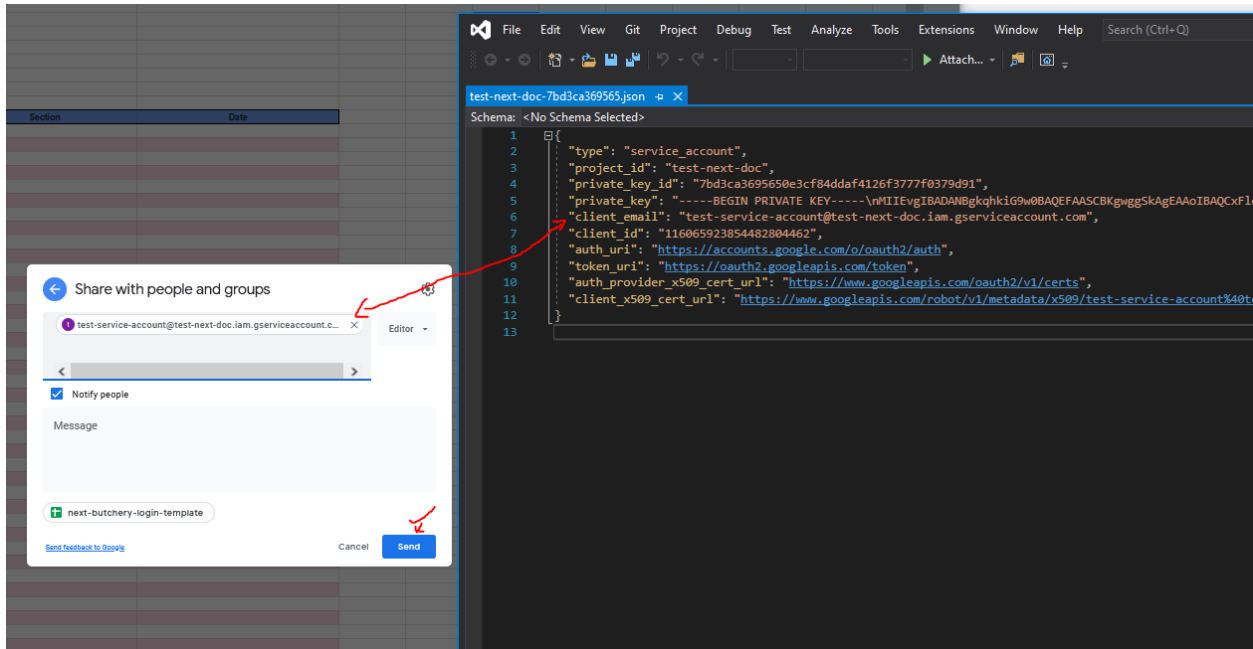 Section Date
File Edit View Git Project Debug Test Analyze Tools Extensions Window Help Search (Ctrl+Q)
Attach...
test-next-doc-7bd3ca369565.json
Schema: <No Schema Selected>
1 {
2 "type": "service_account",
3 "project_id": "test-next-doc",
4 "private_key_id": "7bd3ca3695650e3cf84ddaf4126f3777f0379d91",
5 "private_key": "-----BEGIN PRIVATE KEY-----\nMIIEvgIBADANBgkqhkiG9w0BAQEFAASCBKgwggSkAgEAAoIBAQCxFl
6 "client_email": "test-service-account@test-next-doc.iam.gserviceaccount.com",
7 "client_id": "116065923854482804462",
8 "auth_uri": "https://accounts.google.com/o/oauth2/auth",
9 "token_uri": "https://oauth2.googleapis.com/token",
10 "auth_provider_x509_cert_url": "https://www.googleapis.com/oauth2/v1/certs",
11 "client_x509_cert_url": "https://www.googleapis.com/robot/v1/metadata/x509/test-service-account%40t
12 }
13
Share with people and groups
t test-service-account@test-next-doc.iam.gserviceaccount.c...
Editor
Notify people
Message
next-butchery-login-template
Send feedback to Google
Cancel Send